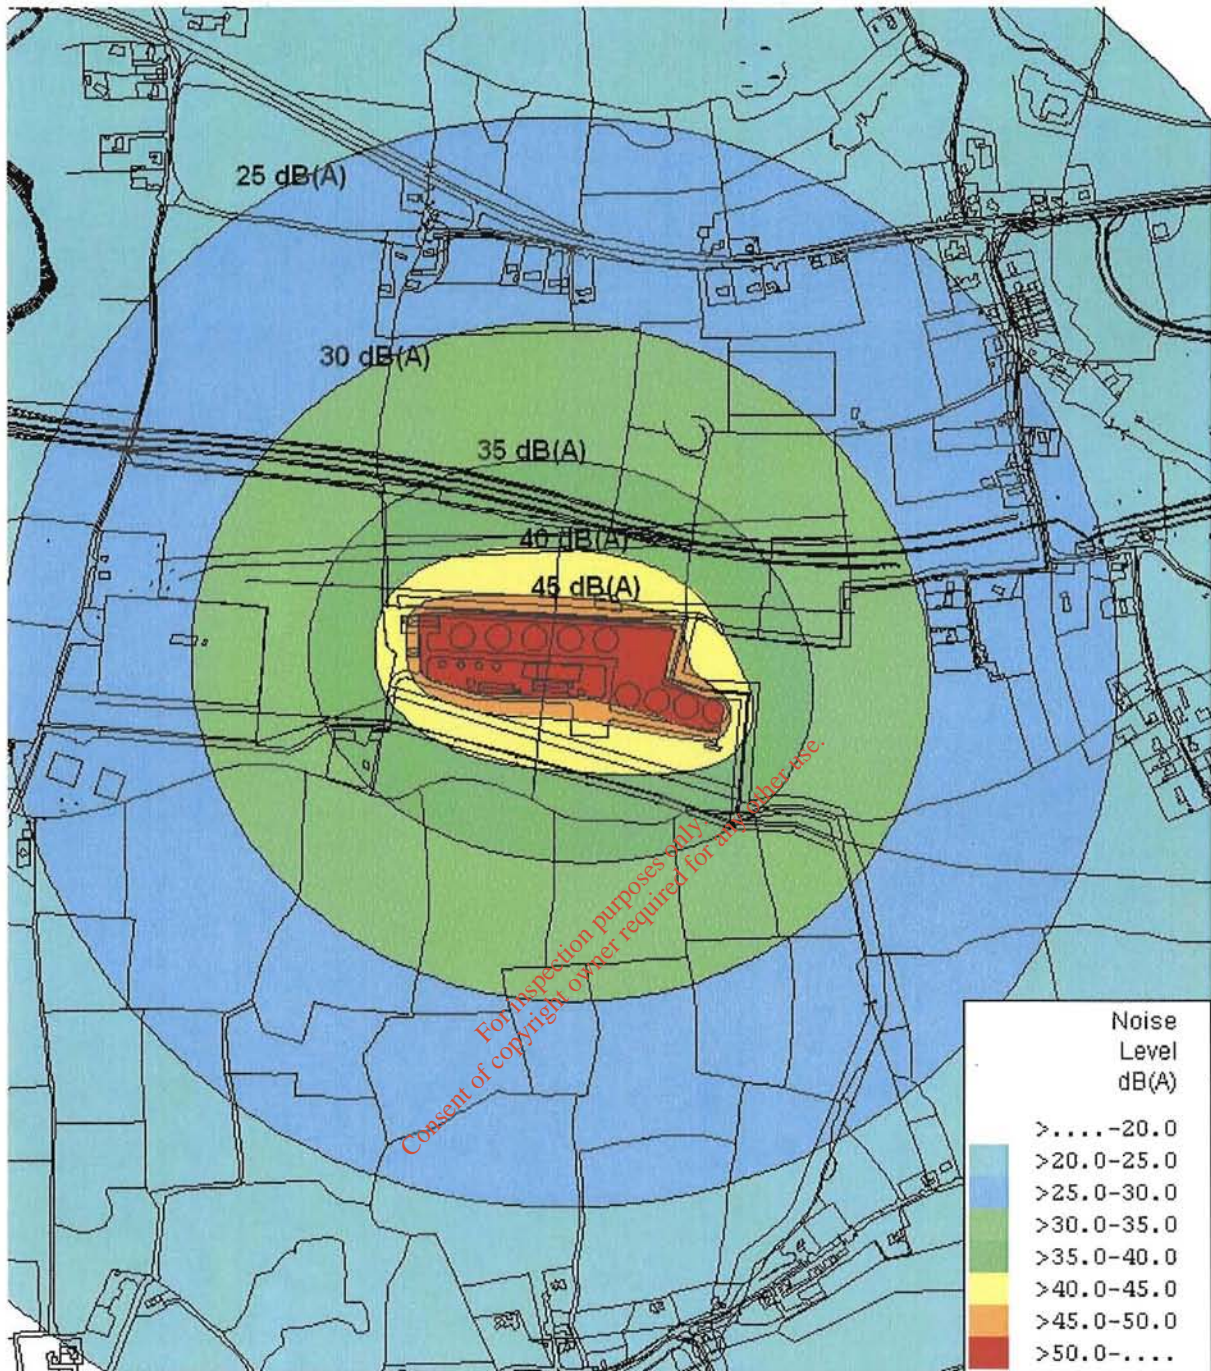 25 dB(A)
30 dB(A)
35 dB(A)
40 dB(A)
45 dB(A)
For inspection purposes only
Consent of copyright owner required for any other use.
Noise
Level
dB(A)
>....-20.0
>20.0-25.0
>25.0-30.0
>30.0-35.0
>35.0-40.0
>40.0-45.0
>45.0-50.0
>50.0-....